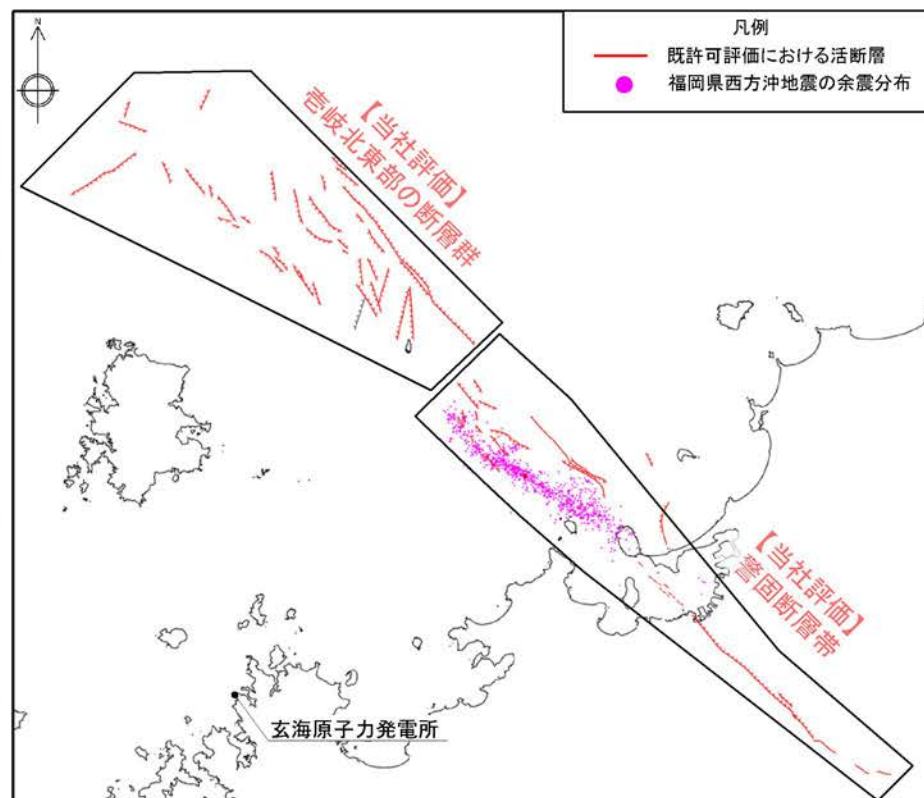 N
凡例
既許可評価における活断層
福岡県西方沖地震の余震分布
【当社評価】
壱岐北東部の断層群
【当社評価】
警固断層帯
玄海原子力発電所